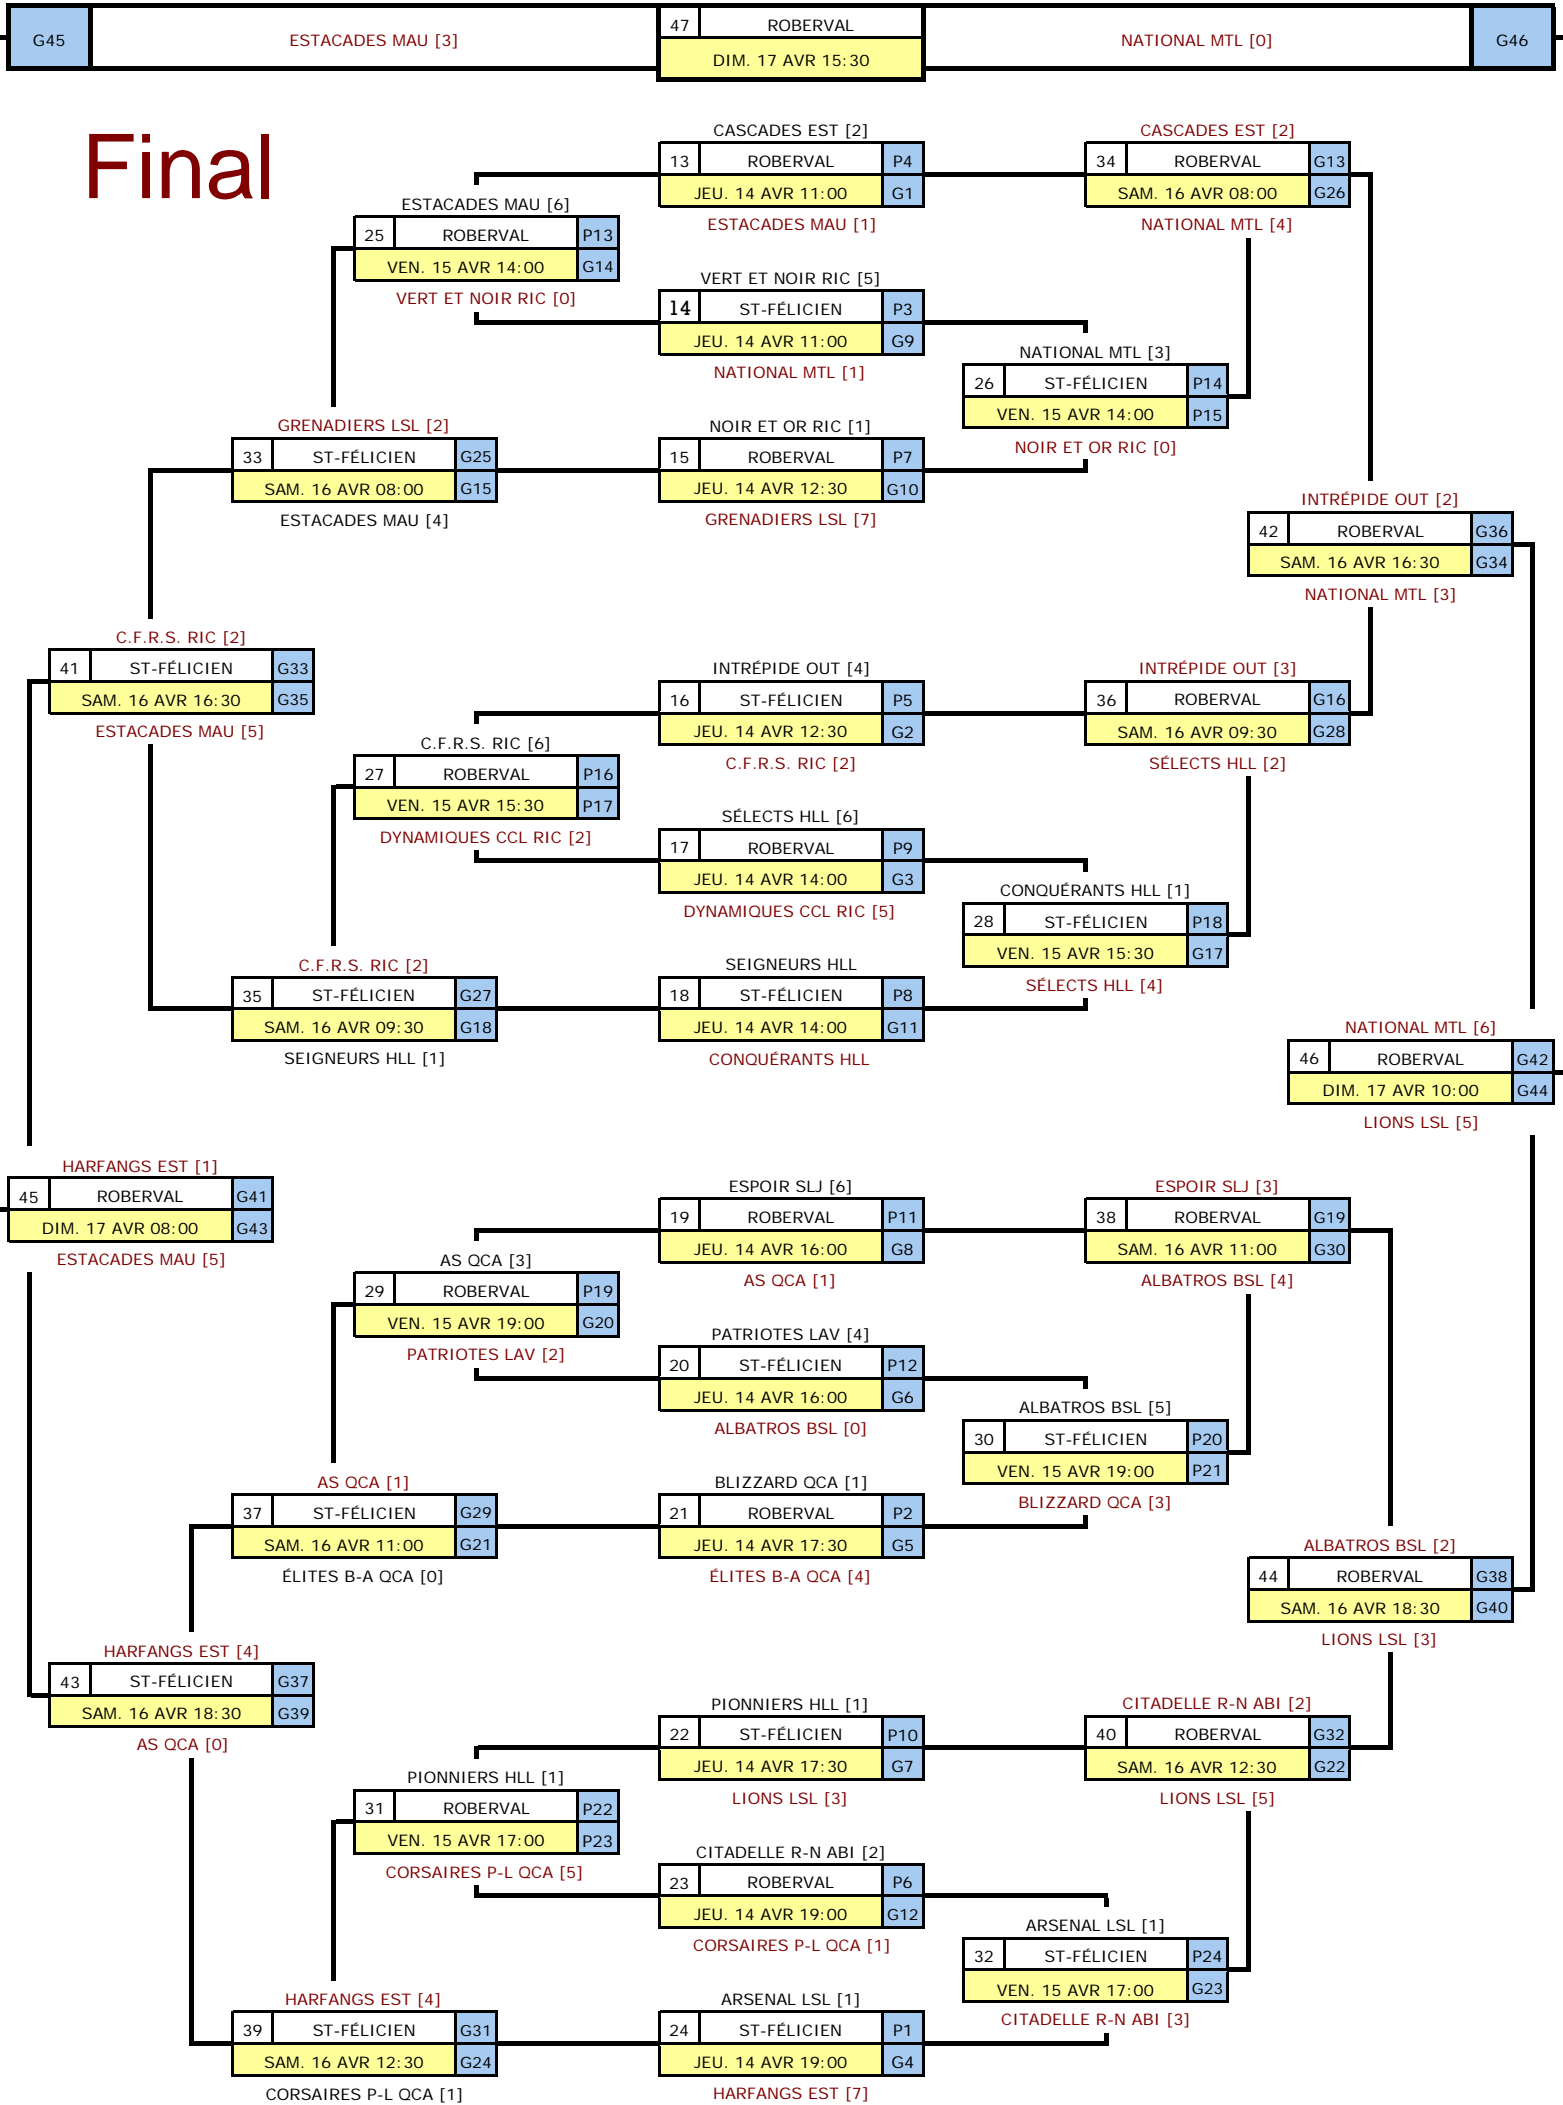 G45
ESTACADES MAU [3]
47
ROBERVAL
DIM. 17 AVR 15:30
NATIONAL MTL [0]
G46
Final
CASCADES EST [2]
13
ROBERVAL
P4
JEU. 14 AVR 11:00
G1
ESTACADES MAU [1]
CASCADES EST [2]
34
ROBERVAL
G13
SAM. 16 AVR 08:00
G26
NATIONAL MTL [4]
ESTACADES MAU [6]
25
ROBERVAL
P13
VEN. 15 AVR 14:00
G14
VERT ET NOIR RIC [0]
VERT ET NOIR RIC [5]
14
ST-FÉLICIEN
P3
JEU. 14 AVR 11:00
G9
NATIONAL MTL [1]
NATIONAL MTL [3]
26
ST-FÉLICIEN
P14
VEN. 15 AVR 14:00
P15
NOIR ET OR RIC [0]
GRENADIERS LSL [2]
33
ST-FÉLICIEN
G25
SAM. 16 AVR 08:00
G15
ESTACADES MAU [4]
NOIR ET OR RIC [1]
15
ROBERVAL
P7
JEU. 14 AVR 12:30
G10
GRENADIERS LSL [7]
INTRÉPIDE OUT [2]
42
ROBERVAL
G36
SAM. 16 AVR 16:30
G34
NATIONAL MTL [3]
C.F.R.S. RIC [2]
41
ST-FÉLICIEN
G33
SAM. 16 AVR 16:30
G35
ESTACADES MAU [5]
INTRÉPIDE OUT [4]
16
ST-FÉLICIEN
P5
JEU. 14 AVR 12:30
G2
C.F.R.S. RIC [2]
INTRÉPIDE OUT [3]
36
ROBERVAL
G16
SAM. 16 AVR 09:30
G28
SÉLECTS HLL [2]
C.F.R.S. RIC [6]
27
ROBERVAL
P16
VEN. 15 AVR 15:30
P17
DYNAMIQUES CCL RIC [2]
SÉLECTS HLL [6]
17
ROBERVAL
P9
JEU. 14 AVR 14:00
G3
DYNAMIQUES CCL RIC [5]
CONQUÉRANTS HLL [1]
28
ST-FÉLICIEN
P18
VEN. 15 AVR 15:30
G17
SÉLECTS HLL [4]
C.F.R.S. RIC [2]
35
ST-FÉLICIEN
G27
SAM. 16 AVR 09:30
G18
SEIGNEURS HLL [1]
SEIGNEURS HLL
18
ST-FÉLICIEN
P8
JEU. 14 AVR 14:00
G11
CONQUÉRANTS HLL
NATIONAL MTL [6]
46
ROBERVAL
G42
DIM. 17 AVR 10:00
G44
LIONS LSL [5]
HARFANGS EST [1]
45
ROBERVAL
G41
DIM. 17 AVR 08:00
G43
ESTACADES MAU [5]
ESPOIR SLJ [6]
19
ROBERVAL
P11
JEU. 14 AVR 16:00
G8
AS QCA [1]
ESPOIR SLJ [3]
38
ROBERVAL
G19
SAM. 16 AVR 11:00
G30
ALBATROS BSL [4]
AS QCA [3]
29
ROBERVAL
P19
VEN. 15 AVR 19:00
G20
PATRIOTES LAV [2]
PATRIOTES LAV [4]
20
ST-FÉLICIEN
P12
JEU. 14 AVR 16:00
G6
ALBATROS BSL [0]
ALBATROS BSL [5]
30
ST-FÉLICIEN
P20
VEN. 15 AVR 19:00
P21
BLIZZARD QCA [3]
AS QCA [1]
37
ST-FÉLICIEN
G29
SAM. 16 AVR 11:00
G21
ÉLITES B-A QCA [0]
BLIZZARD QCA [1]
21
ROBERVAL
P2
JEU. 14 AVR 17:30
G5
ÉLITES B-A QCA [4]
ALBATROS BSL [2]
44
ROBERVAL
G38
SAM. 16 AVR 18:30
G40
LIONS LSL [3]
HARFANGS EST [4]
43
ST-FÉLICIEN
G37
SAM. 16 AVR 18:30
G39
AS QCA [0]
PIONNIERS HLL [1]
22
ST-FÉLICIEN
P10
JEU. 14 AVR 17:30
G7
LIONS LSL [3]
CITADELLE R-N ABI [2]
40
ROBERVAL
G32
SAM. 16 AVR 12:30
G22
LIONS LSL [5]
PIONNIERS HLL [1]
31
ROBERVAL
P22
VEN. 15 AVR 17:00
P23
CORSAIRES P-L QCA [5]
CITADELLE R-N ABI [2]
23
ROBERVAL
P6
JEU. 14 AVR 19:00
G12
CORSAIRES P-L QCA [1]
ARSENAL LSL [1]
32
ST-FÉLICIEN
P24
VEN. 15 AVR 17:00
G23
CITADELLE R-N ABI [3]
HARFANGS EST [4]
39
ST-FÉLICIEN
G31
SAM. 16 AVR 12:30
G24
CORSAIRES P-L QCA [1]
ARSENAL LSL [1]
24
ST-FÉLICIEN
P1
JEU. 14 AVR 19:00
G4
HARFANGS EST [7]